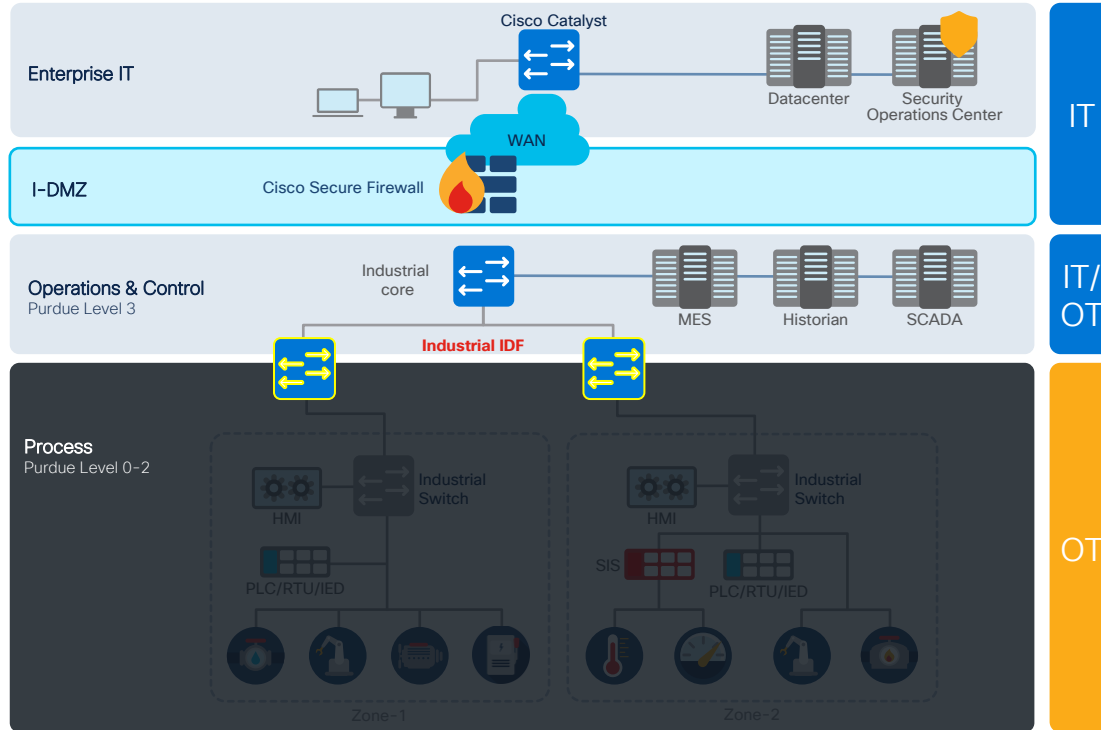 Cisco Catalyst
Enterprise IT
Datacenter
Security
Operations Center
IT
WAN
I-DMZ
Cisco Secure Firewall
Operations & Control
Purdue Level 3
Industrial
core
MES
Historian
SCADA
IT/
OT
Industrial IDF
Process
Purdue Level 0-2
Industrial
Switch
HMI
PLC/RTU/IED
Zone-1
Industrial
Switch
HMI
SIS
PLC/RTU/IED
Zone-2
OT